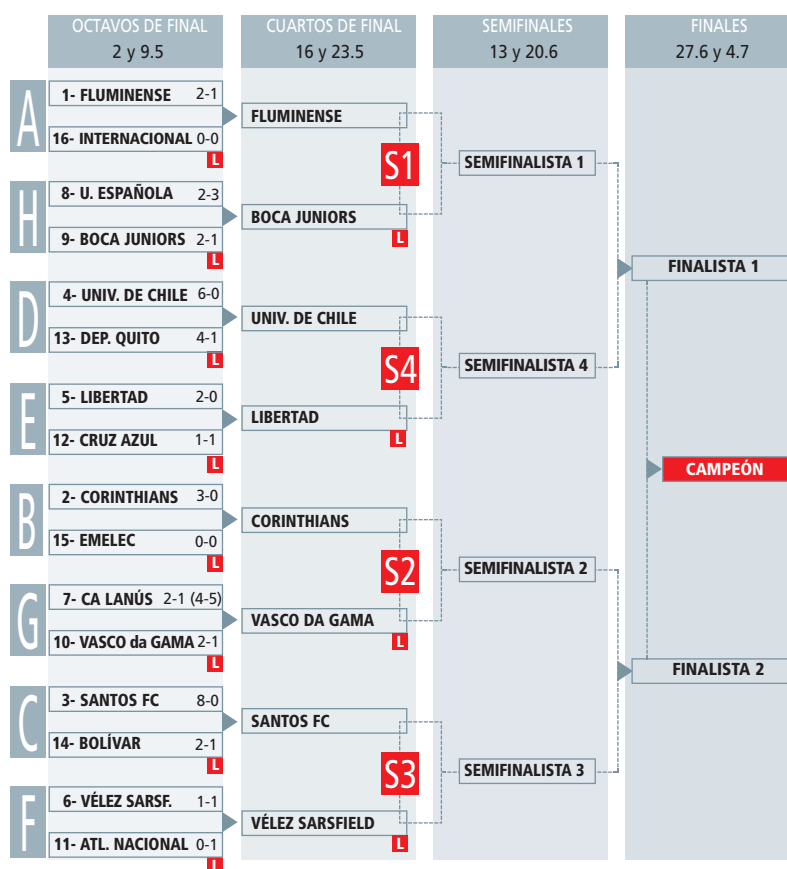 OCTAVOS DE FINAL
2 y 9.5
CUARTOS DE FINAL
16 y 23.5
SEMIFINALES
13 y 20.6
FINALES
27.6 y 4.7
A
1- FLUMINENSE 2-1
16- INTERNACIONAL 0-0
L
H
8- U. ESPAÑOLA 2-3
9- BOCA JUNIORS 2-1
L
D
4- UNIV. DE CHILE 6-0
13- DEP. QUITO 4-1
L
E
5- LIBERTAD 2-0
12- CRUZ AZUL 1-1
L
B
2- CORINTHIANS 3-0
15- EMELEC 0-0
L
G
7- CA LANÚS 2-1 (4-5)
10- VASCO da GAMA 2-1
L
C
3- SANTOS FC 8-0
14- BOLÍVAR 2-1
L
F
6- VÉLEZ SARSF. 1-1
11- ATL. NACIONAL 0-1
L
FLUMINENSE
S1
BOCA JUNIORS
L
UNIV. DE CHILE
S4
LIBERTAD
L
CORINTHIANS
S2
VASCO DA GAMA
L
SANTOS FC
S3
VÉLEZ SARSFIELD
L
SEMIFINALISTA 1
SEMIFINALISTA 4
SEMIFINALISTA 2
SEMIFINALISTA 3
FINALISTA 1
CAMPEÓN
FINALISTA 2